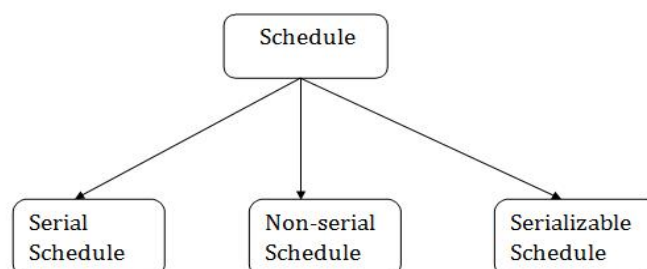 Schedule
Serial
Schedule
Non-serial
Schedule
Serializable
Schedule